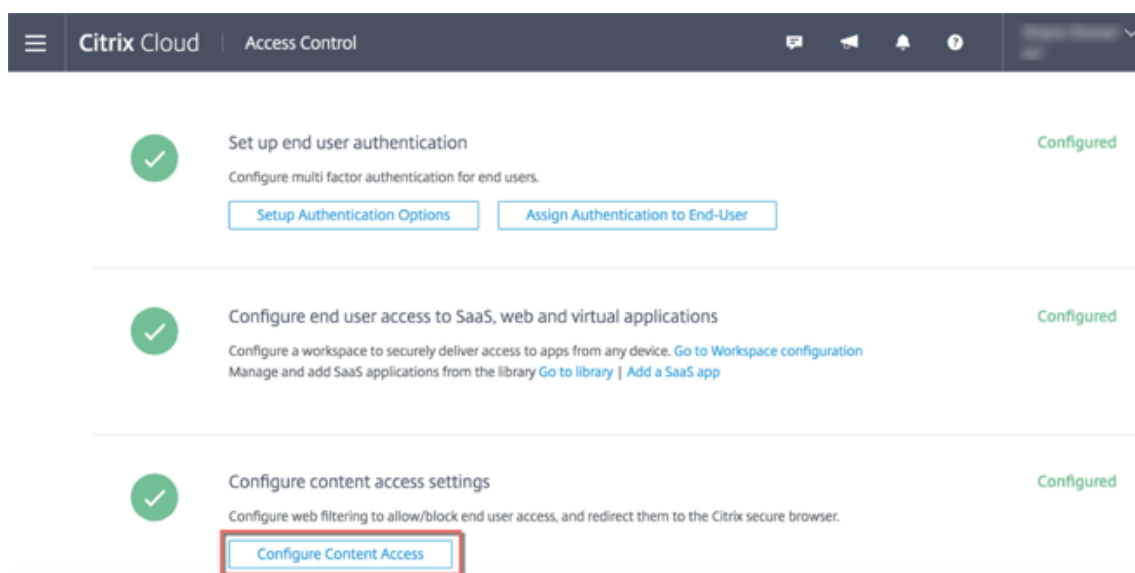 Citrix Cloud Access Control
Set up end user authentication
Configured
Configure multi factor authentication for end users.
Setup Authentication Options
Assign Authentication to End-User
Configure end user access to SaaS, web and virtual applications
Configured
Configure a workspace to securely deliver access to apps from any device. Go to Workspace configuration
Manage and add SaaS applications from the library Go to library | Add a SaaS app
Configure content access settings
Configured
Configure web filtering to allow/block end user access, and redirect them to the Citrix secure browser.
Configure Content Access